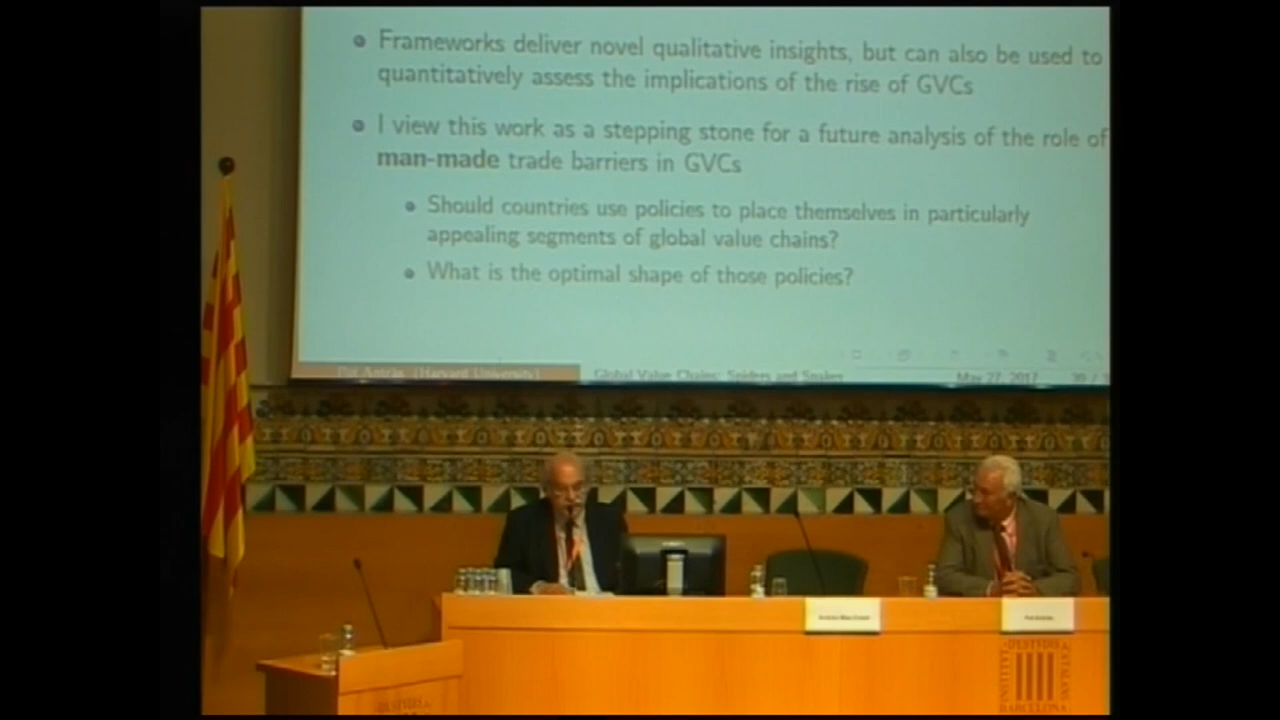 Frameworks deliver novel qualitative insights, but can also be used to
quantitatively assess the implications of the rise of GVCs
I view this work as a stepping stone for a future analysis of the role of
man-made trade barriers in GVCs
Should countries use policies to place themselves in particularly
appealing segments of global value chains?
What is the optimal shape of those policies?
Pol Antràs (Harvard University)
Global Value Chains: Spiders and Snakes
May 27, 2017
BARCELONA